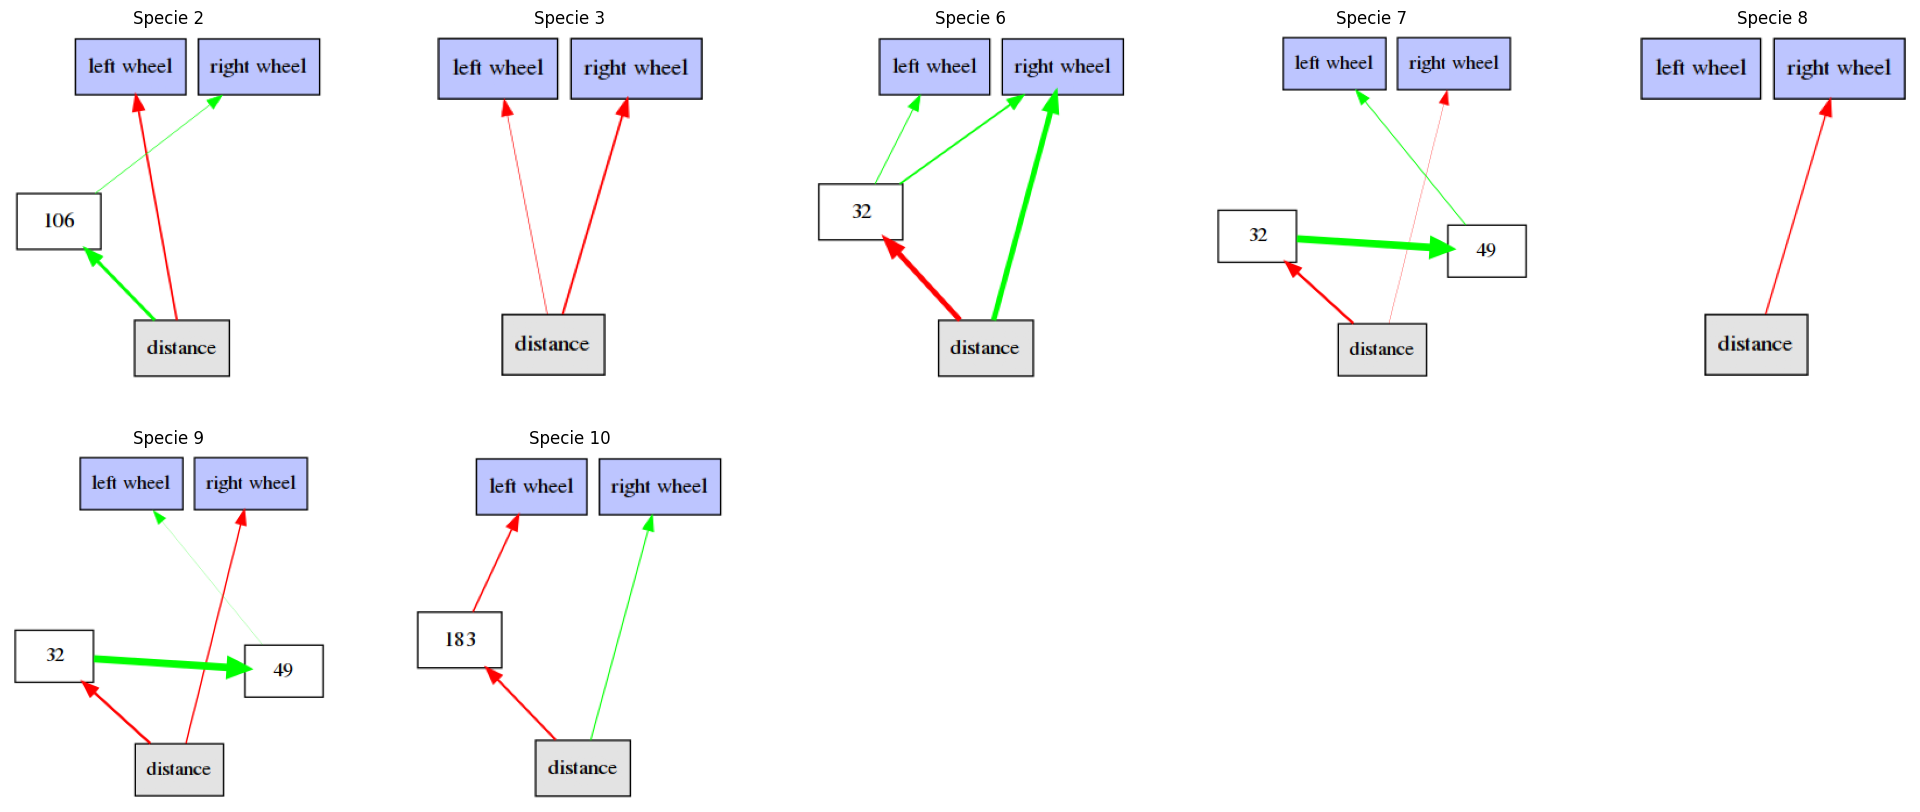 Specie 2
left wheel
right wheel
106
distance
Specie 3
left wheel
right wheel
distance
Specie 6
left wheel
right wheel
32
distance
Specie 7
left wheel
right wheel
32
49
distance
Specie 8
left wheel
right wheel
distance
Specie 9
left wheel
right wheel
32
49
distance
Specie 10
left wheel
right wheel
183
distance